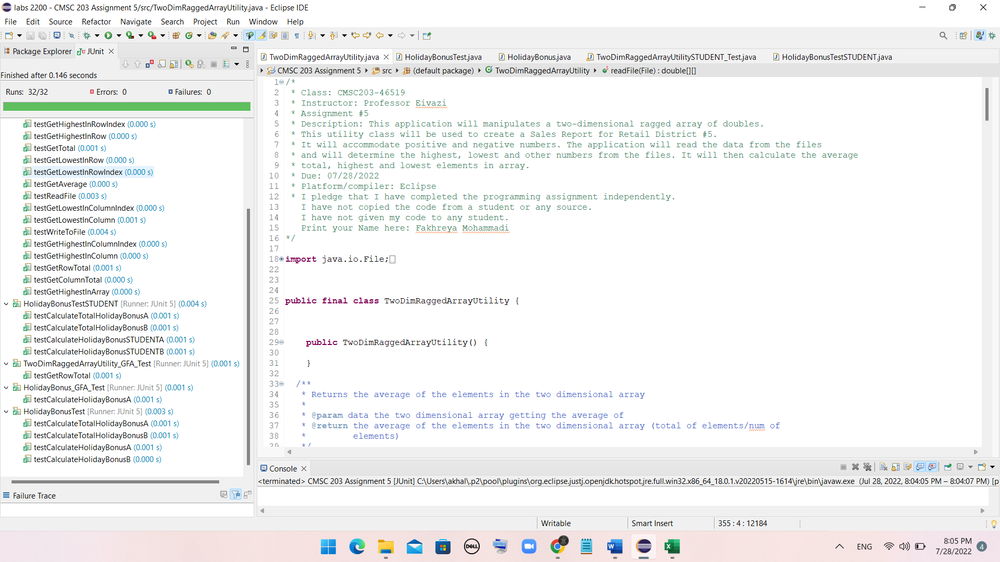 labs 2200 - CMSC 203 Assignment 5/src/TwoDimRaggedArrayUtility.java - Eclipse IDE
File Edit Source Refactor Navigate Search Project Run Window Help
Package Explorer JUnit
Finished after 0.146 seconds
Runs: 32/32 Errors: 0 Failures: 0
testGetHighestInRowIndex (0.000 s)
testGetHighestInRow (0.000 s)
testGetTotal (0.001 s)
testGetLowestInRow (0.000 s)
testGetLowestInRowIndex (0.000 s)
testGetAverage (0.000 s)
testReadFile (0.003 s)
testGetLowestInColumnIndex (0.000 s)
testGetLowestInColumn (0.001 s)
testWriteToFile (0.004 s)
testGetHighestInColumnIndex (0.000 s)
testGetHighestInColumn (0.000 s)
testGetRowTotal (0.001 s)
testGetColumnTotal (0.000 s)
testGetHighestInArray (0.000 s)
HolidayBonusTestSTUDENT [Runner: JUnit 5] (0.004 s)
testCalculateTotalHolidayBonusA (0.001 s)
testCalculateTotalHolidayBonusB (0.001 s)
testCalculateHolidayBonusSTUDENTA (0.001 s)
testCalculateHolidayBonusSTUDENTB (0.001 s)
TwoDimRaggedArrayUtility_GFA_Test [Runner: JUnit 5] (0.001 s)
testGetRowTotal (0.001 s)
HolidayBonus_GFA_Test [Runner: JUnit 5] (0.001 s)
testCalculateHolidayBonusA (0.001 s)
HolidayBonusTest [Runner: JUnit 5] (0.003 s)
testCalculateTotalHolidayBonusA (0.001 s)
testCalculateTotalHolidayBonusB (0.001 s)
testCalculateHolidayBonusA (0.001 s)
testCalculateHolidayBonusB (0.000 s)
Failure Trace
TwoDimRaggedArrayUtility.java HolidayBonusTest.java HolidayBonus.java TwoDimRaggedArrayUtilitySTUDENT_Test.java HolidayBonusTestSTUDENT.java
CMSC 203 Assignment 5 src (default package) TwoDimRaggedArrayUtility readFile(File) : double[][]
1 /*
2 * Class: CMSC203-46519
3 * Instructor: Professor Eivazi
4 * Assignment #5
5 * Description: This application will manipulates a two-dimensional ragged array of doubles.
6 * This utility class will be used to create a Sales Report for Retail District #5.
7 * It will accommodate positive and negative numbers. The application will read the data from the files
8 * and will determine the highest, lowest and other numbers from the files. It will then calculate the average
9 * total, highest and lowest elements in array.
10 * Due: 07/28/2022
11 * Platform/compiler: Eclipse
12 * I pledge that I have completed the programming assignment independently.
13 I have not copied the code from a student or any source.
14 I have not given my code to any student.
15 Print your Name here: Fakhreya Mohammadi
16 */
17
18 import java.io.File;
22
23
24
25 public final class TwoDimRaggedArrayUtility {
26
27
28
29 public TwoDimRaggedArrayUtility() {
30
31 }
32
33 /**
34 * Returns the average of the elements in the two dimensional array
35 *
36 * @param data the two dimensional array getting the average of
37 * @return the average of the elements in the two dimensional array (total of elements/num of
38 * elements)
39 */
Console
<terminated> CMSC 203 Assignment 5 [JUnit] C:\Users\akhal\.p2\pool\plugins\org.eclipse.justj.openjdk.hotspot.jre.full.win32.x86_64_18.0.1.v20220515-1614\jre\bin\javaw.exe (Jul 28, 2022, 8:04:05 PM – 8:04:07 PM) [p
Writable Smart Insert 355 : 4 : 12184
DELL
ENG
8:05 PM
7/28/2022
4